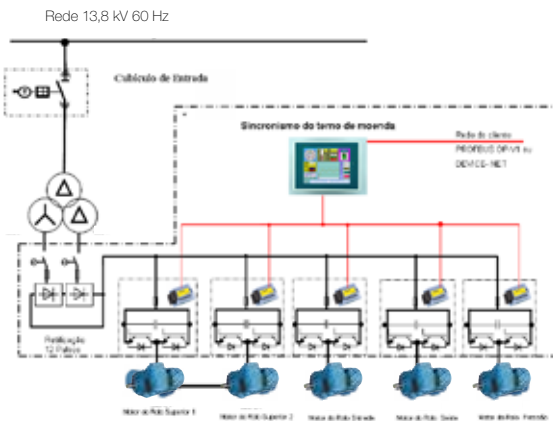 Rede 13,8 kV 60 Hz
Cubículo de Entrada
Sincronismo do terno de moenda
Rede do cliente
PROFIBUS DP-V1 ou
DEVICE-NET
Retificação
12 Pulsos
Motor do Rolo Superior 1
Motor do Rolo Superior 2
Motor do Rolo Entrada
Motor do Rolo Saída
Motor do Rolo Pressão